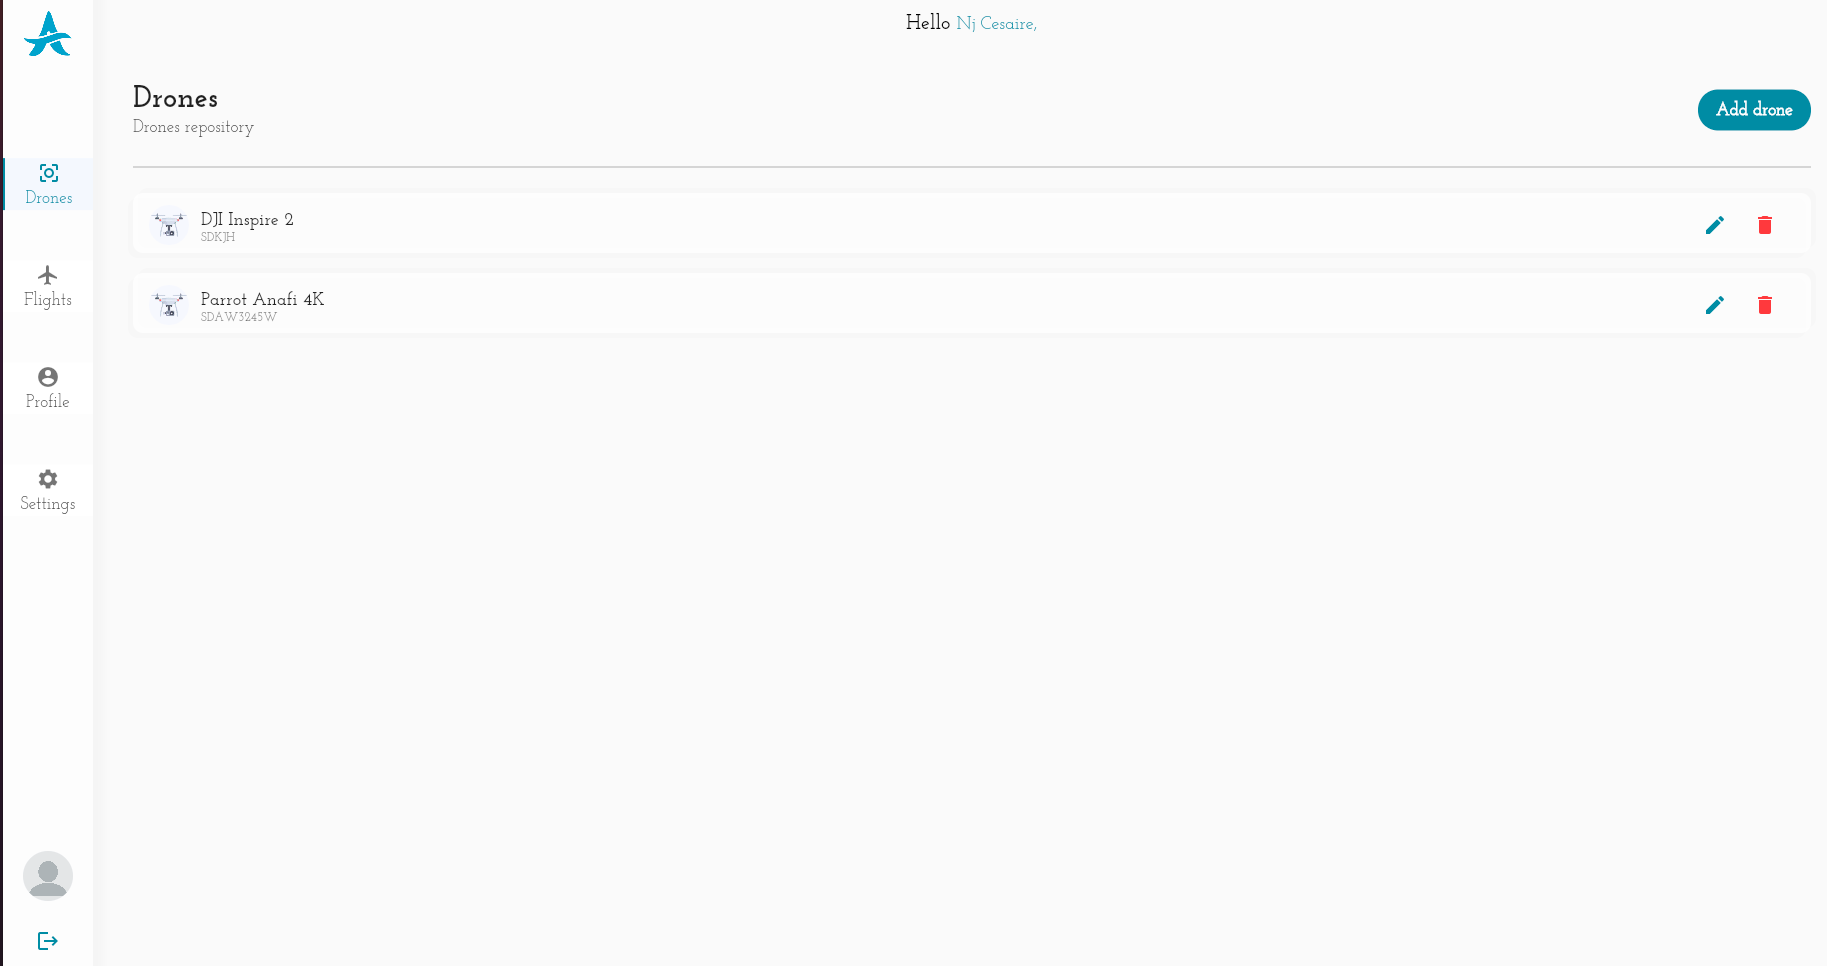 Hello Nj Cesaire,
Drones
Drones repository
Add drone
Drones
Flights
Profile
Settings
DJI Inspire 2
SDKJH
Parrot Anafi 4K
SDAW3245W